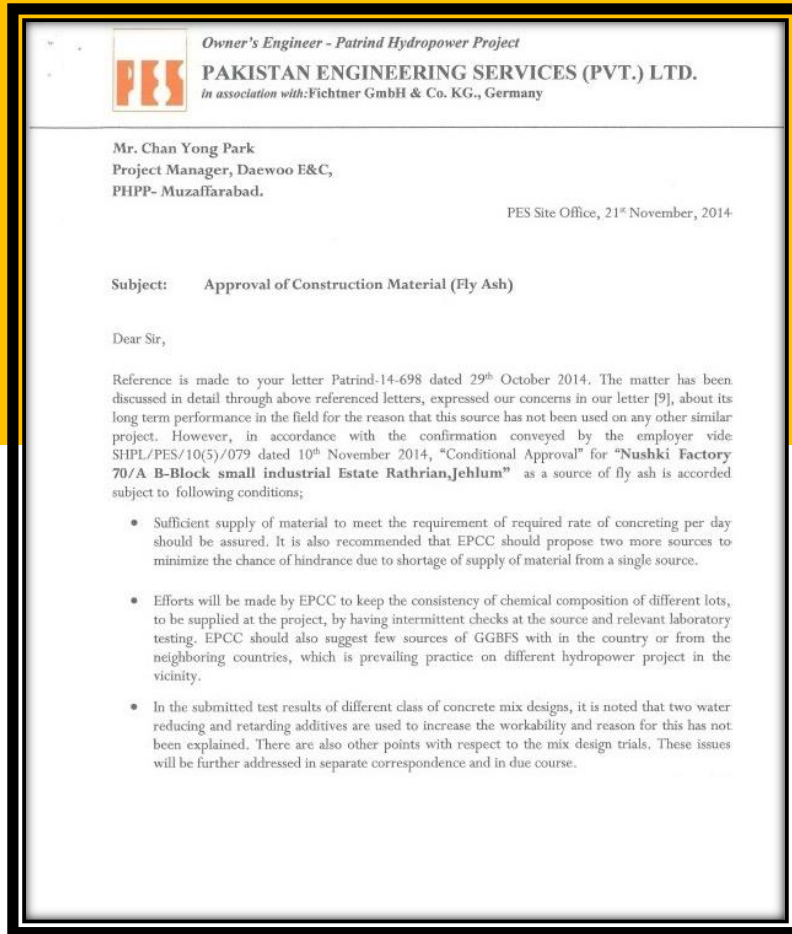 Owner's Engineer - Patrind Hydropower Project
PES
PAKISTAN ENGINEERING SERVICES (PVT.) LTD.
in association with:Fichtner GmbH & Co. KG., Germany
Mr. Chan Yong Park
Project Manager, Daewoo E&C,
PHPP- Muzaffarabad.
PES Site Office, 21st November, 2014
Subject: Approval of Construction Material (Fly Ash)
Dear Sir,
Reference is made to your letter Patrind-14-698 dated 29th October 2014. The matter has been
discussed in detail through above referenced letters, expressed our concerns in our letter [9], about its
long term performance in the field for the reason that this source has not been used on any other similar
project. However, in accordance with the confirmation conveyed by the employer vide
SHPL/PES/10(5)/079 dated 10th November 2014, "Conditional Approval" for "Nushki Factory
70/A B-Block small industrial Estate Rathrian,Jehlum" as a source of fly ash is accorded
subject to following conditions;
• Sufficient supply of material to meet the requirement of required rate of concreting per day
should be assured. It is also recommended that EPCC should propose two more sources to
minimize the chance of hindrance due to shortage of supply of material from a single source.
• Efforts will be made by EPCC to keep the consistency of chemical composition of different lots,
to be supplied at the project, by having intermittent checks at the source and relevant laboratory
testing. EPCC should also suggest few sources of GGBFS with in the country or from the
neighboring countries, which is prevailing practice on different hydropower project in the
vicinity.
• In the submitted test results of different class of concrete mix designs, it is noted that two water
reducing and retarding additives are used to increase the workability and reason for this has not
been explained. There are also other points with respect to the mix design trials. These issues
will be further addressed in separate correspondence and in due course.